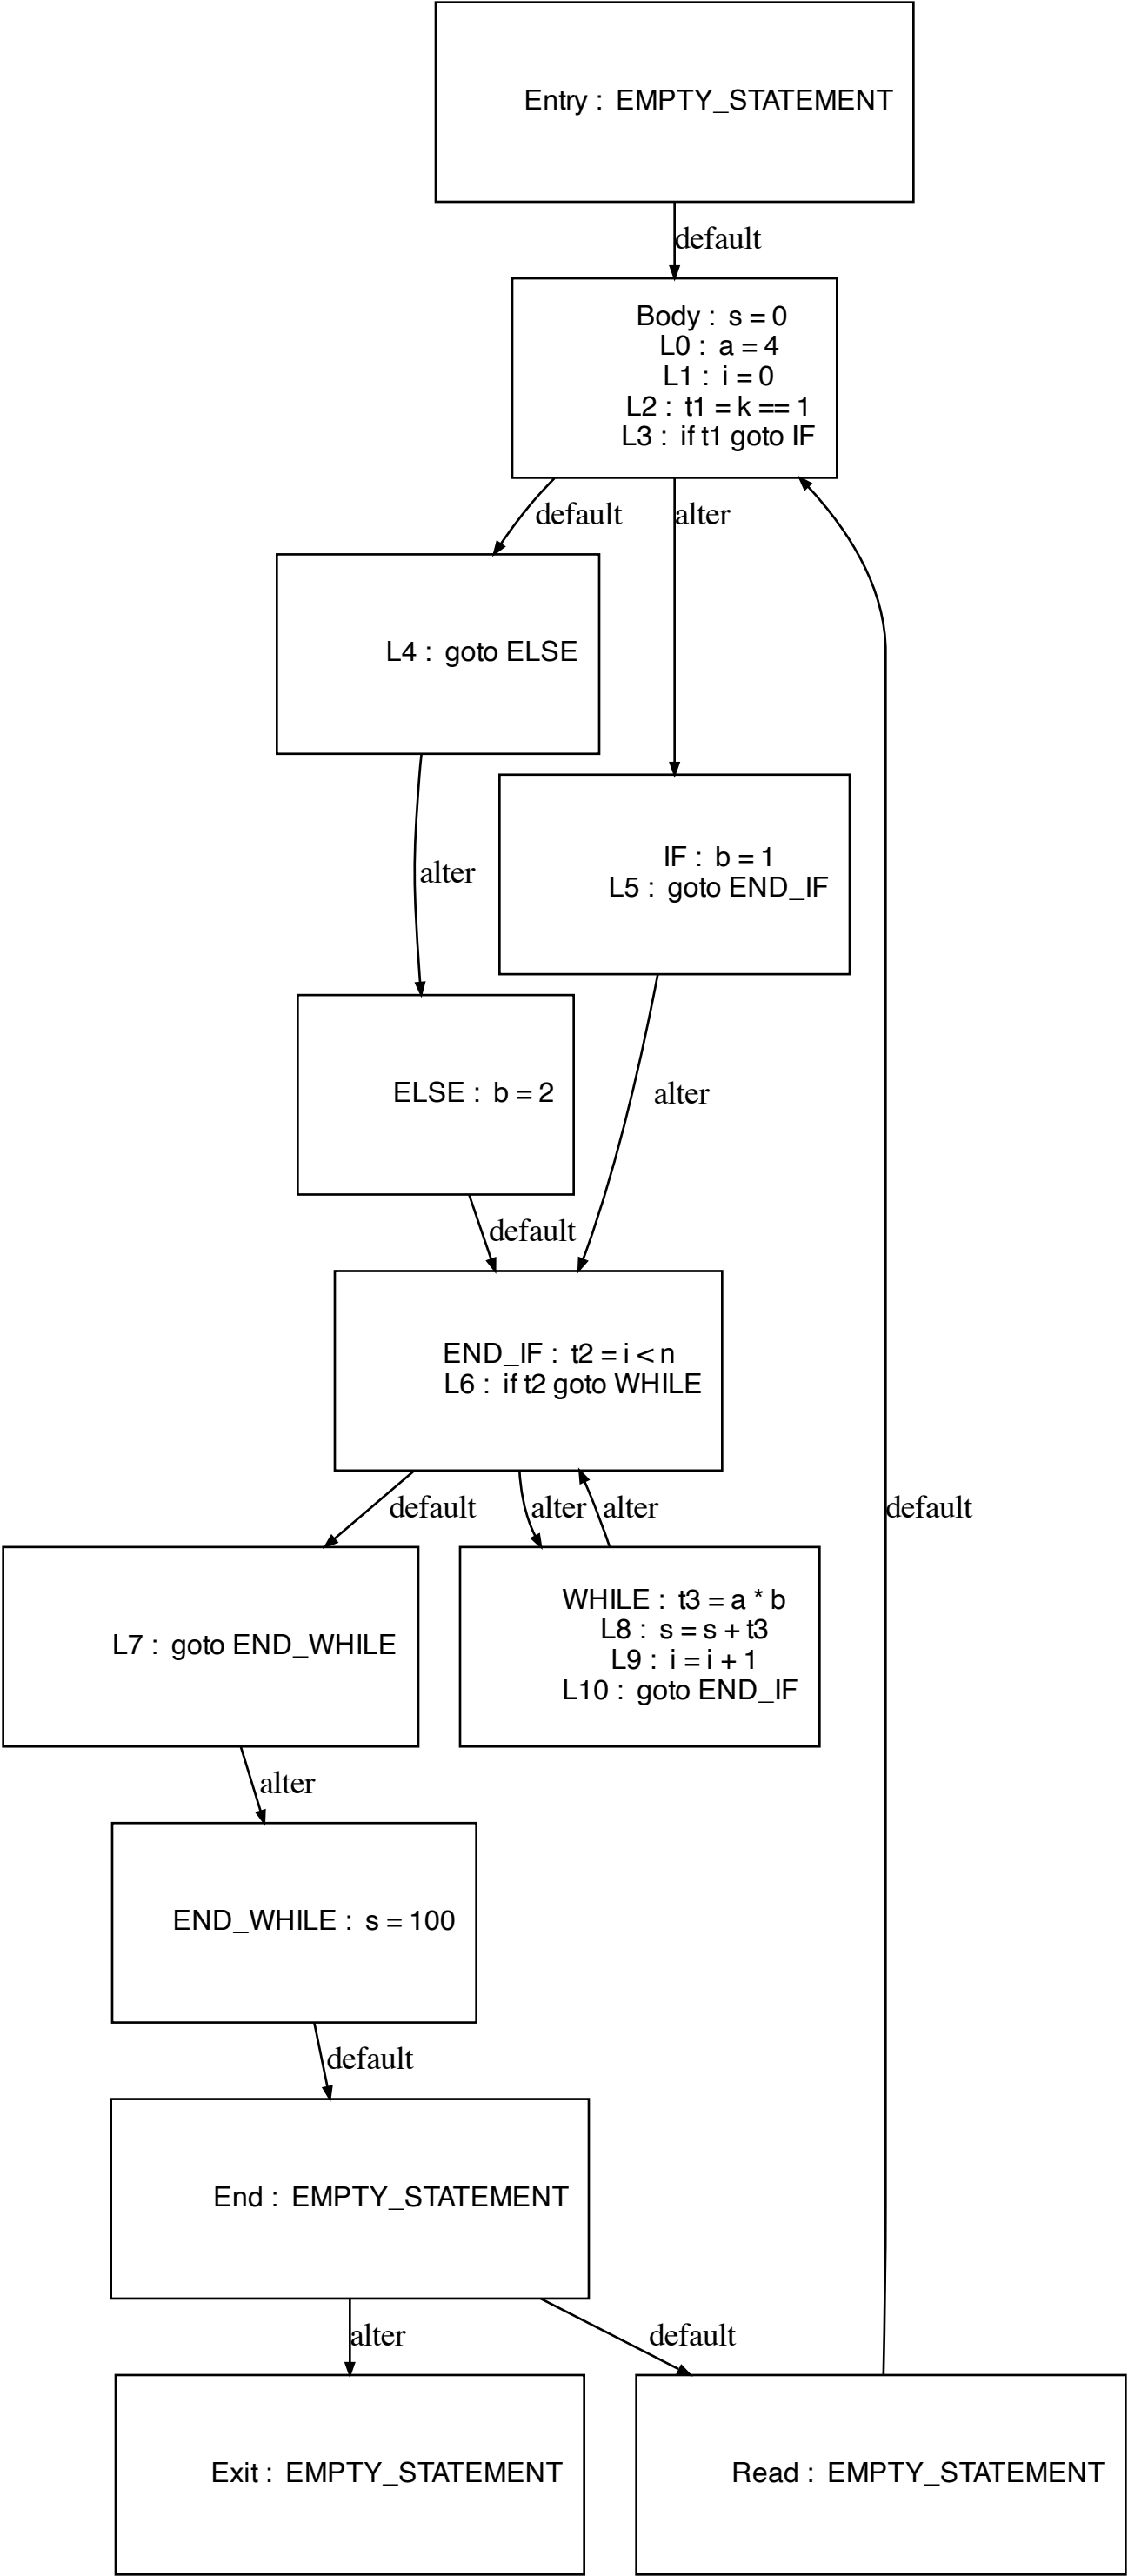 Entry :  EMPTY_STATEMENT
default
Body :  s = 0
L0 :  a = 4
L1 :  i = 0
L2 :  t1 = k == 1
L3 :  if t1 goto IF
default
alter
L4 :  goto ELSE
IF :  b = 1
L5 :  goto END_IF
alter
ELSE :  b = 2
alter
default
END_IF :  t2 = i < n
L6 :  if t2 goto WHILE
default
alter
alter
default
WHILE :  t3 = a * b
L8 :  s = s + t3
L9 :  i = i + 1
L10 :  goto END_IF
L7 :  goto END_WHILE
alter
END_WHILE :  s = 100
default
End :  EMPTY_STATEMENT
alter
default
Exit :  EMPTY_STATEMENT
Read :  EMPTY_STATEMENT